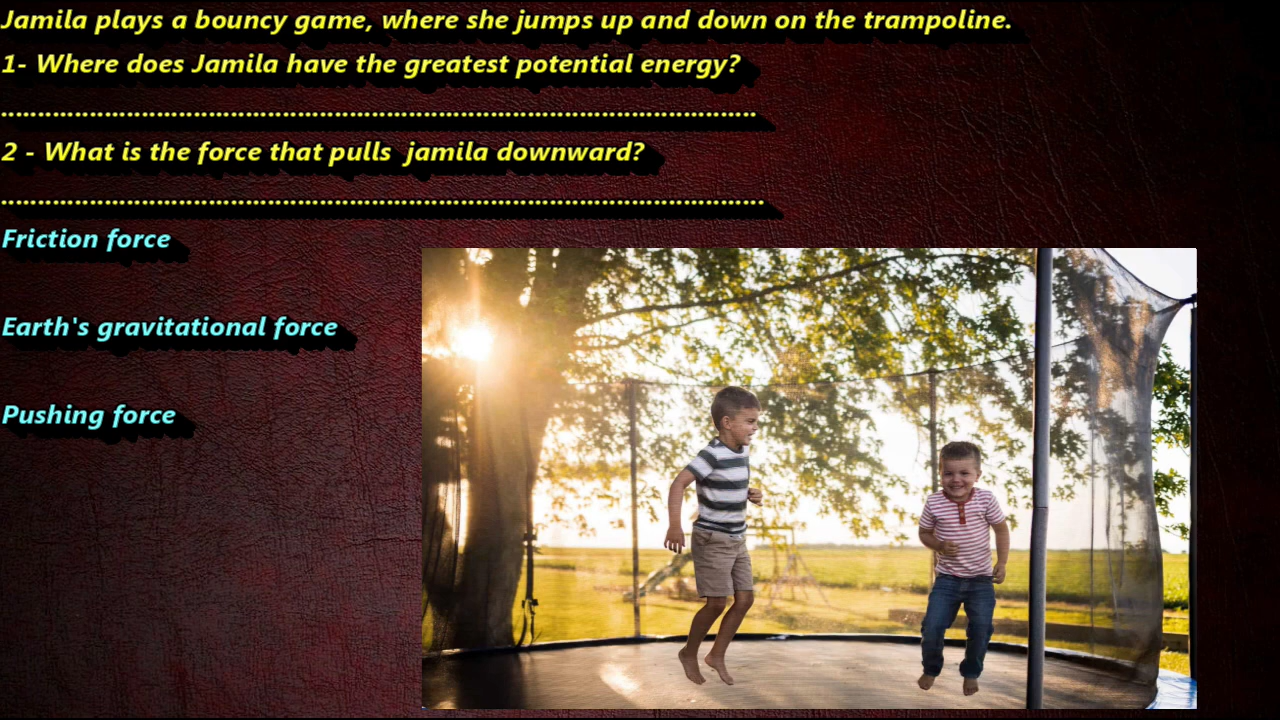 Jamila plays a bouncy game, where she jumps up and down on the trampoline.
1- Where does Jamila have the greatest potential energy?
........................................................................................................
2 - What is the force that pulls  jamila downward?
.........................................................................................................
Friction force
Earth's gravitational force
Pushing force